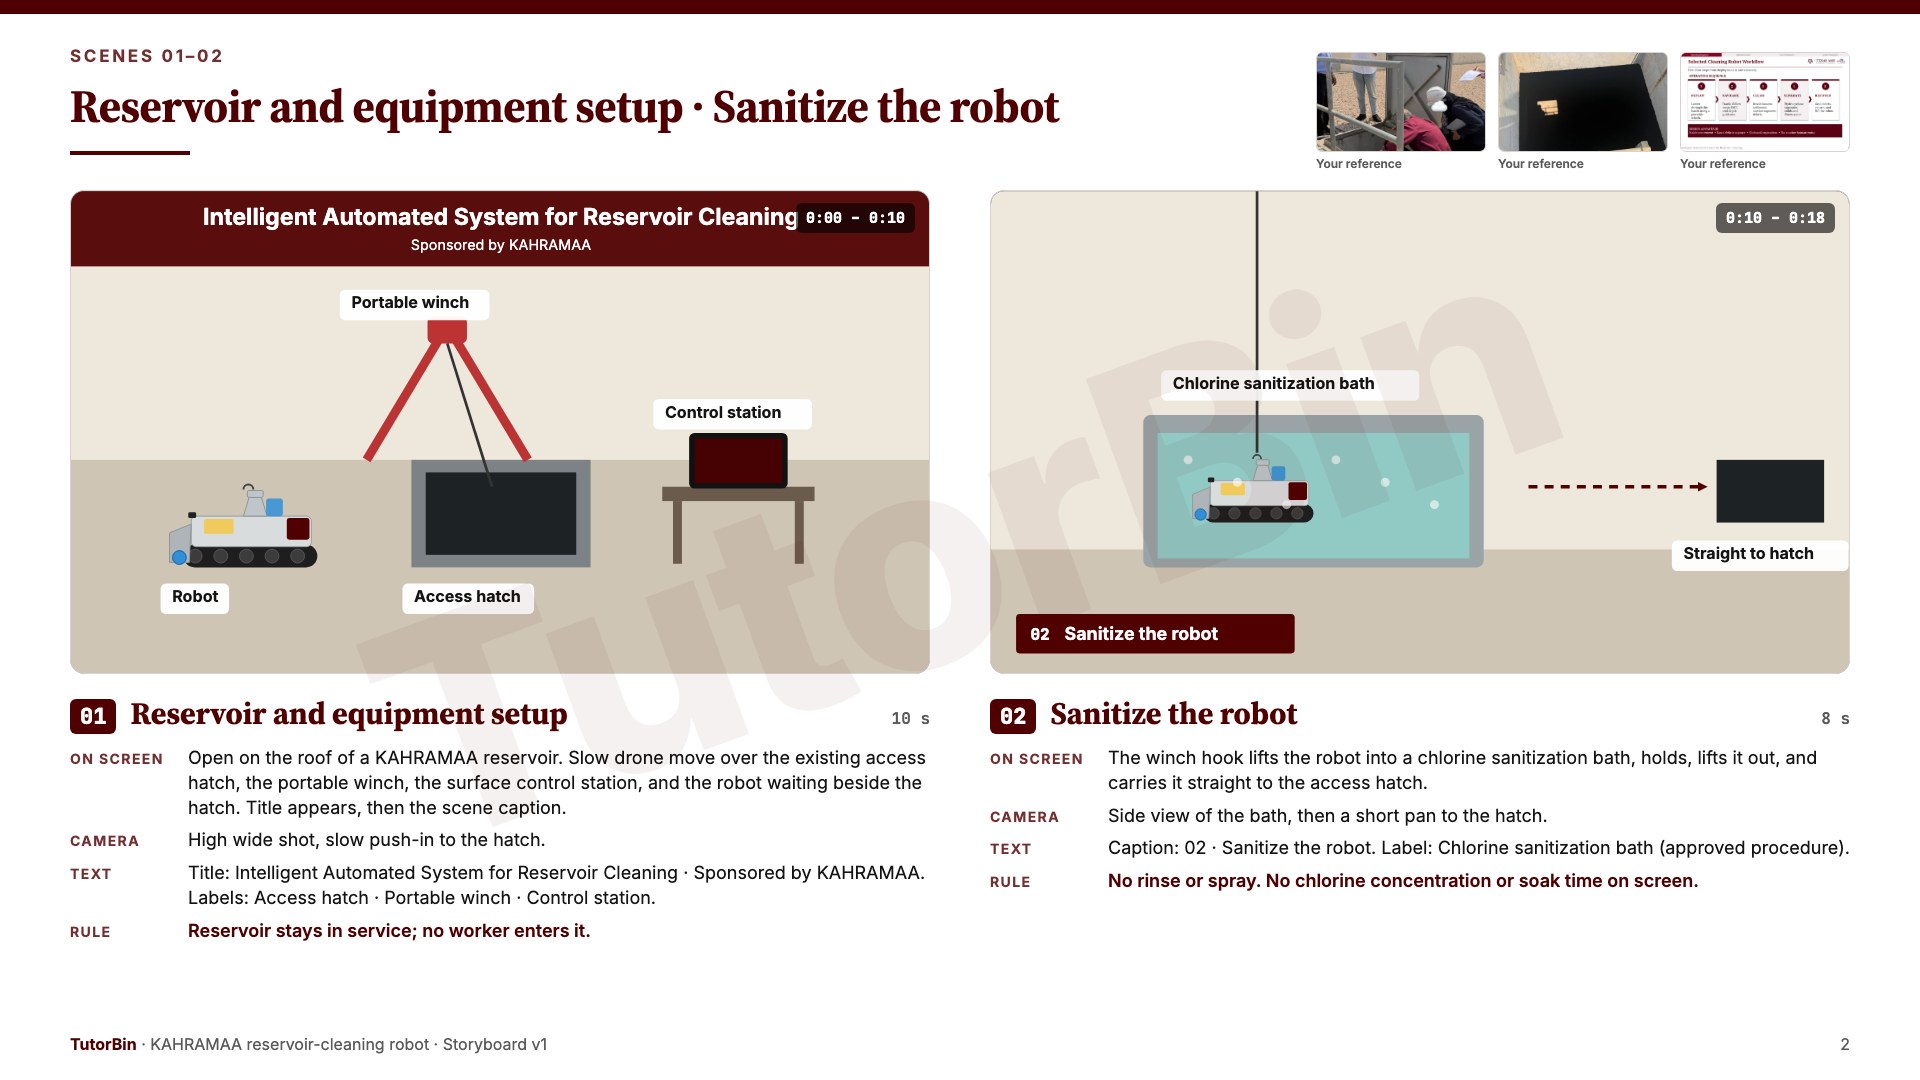 SCENES 01–02
Reservoir and equipment setup · Sanitize the robot
Selected Cleaning Robot Workflow
Your reference
Your reference
Your reference
Intelligent Automated System for Reservoir Cleaning
0:00 – 0:10
Sponsored by KAHRAMAA
Portable winch
Control station
Robot
Access hatch
0:10 – 0:18
Chlorine sanitization bath
Straight to hatch
02 Sanitize the robot
TutorBin
01 Reservoir and equipment setup
10 s
ON SCREEN Open on the roof of a KAHRAMAA reservoir. Slow drone move over the existing access
hatch, the portable winch, the surface control station, and the robot waiting beside the
hatch. Title appears, then the scene caption.
CAMERA High wide shot, slow push-in to the hatch.
TEXT Title: Intelligent Automated System for Reservoir Cleaning · Sponsored by KAHRAMAA.
Labels: Access hatch · Portable winch · Control station.
RULE Reservoir stays in service; no worker enters it.
02 Sanitize the robot
8 s
ON SCREEN The winch hook lifts the robot into a chlorine sanitization bath, holds, lifts it out, and
carries it straight to the access hatch.
CAMERA Side view of the bath, then a short pan to the hatch.
TEXT Caption: 02 · Sanitize the robot. Label: Chlorine sanitization bath (approved procedure).
RULE No rinse or spray. No chlorine concentration or soak time on screen.
TutorBin · KAHRAMAA reservoir-cleaning robot · Storyboard v1
2